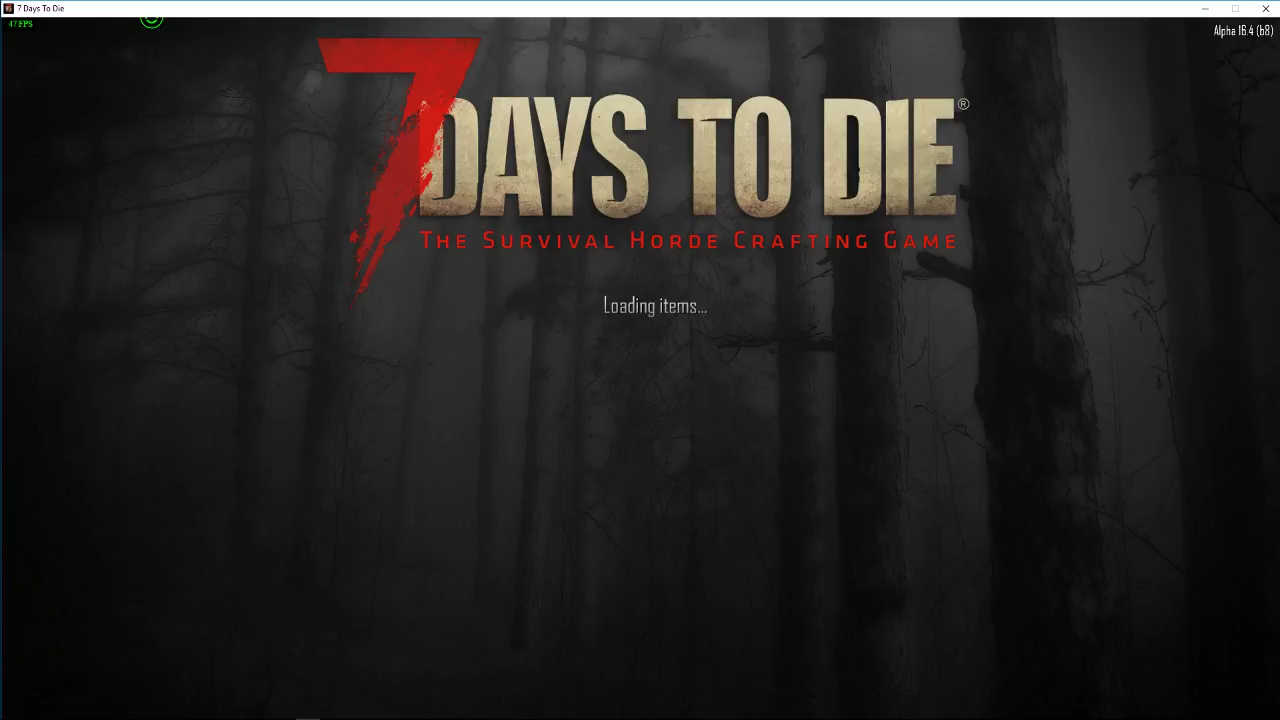 7 Days To Die
47 FPS
Alpha 16.4 (b8)
7 DAYS TO DIE®
THE SURVIVAL HORDE CRAFTING GAME
Loading items...